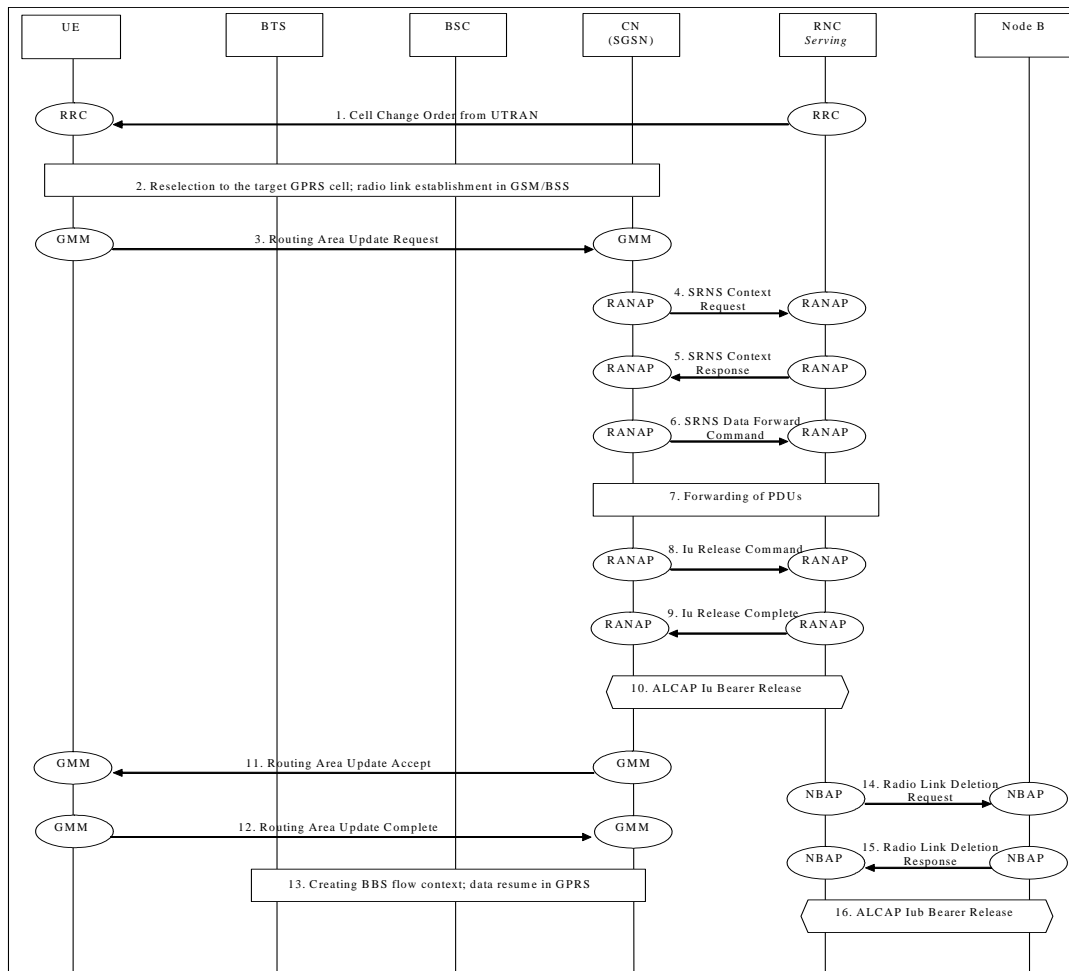 UE
BTS
BSC
CN
(SGSN)
RNC
Serving
Node B
RRC
1. Cell Change Order from UTRAN
RRC
2. Reselection to the target GPRS cell; radio link establishment in GSM/BSS
GMM
3. Routing Area Update Request
GMM
RANAP
4. SRNS Context
Request
RANAP
RANAP
5. SRNS Context
Response
RANAP
RANAP
6. SRNS Data Forward
Command
RANAP
7. Forwarding of PDUs
RANAP
8. Iu Release Command
RANAP
RANAP
9. Iu Release Complete
RANAP
10. ALCAP Iu Bearer Release
GMM
11. Routing Area Update Accept
GMM
NBAP
14. Radio Link Deletion
Request
NBAP
GMM
12. Routing Area Update Complete
GMM
NBAP
15. Radio Link Deletion
Response
NBAP
13. Creating BBS flow context; data resume in GPRS
16. ALCAP Iub Bearer Release